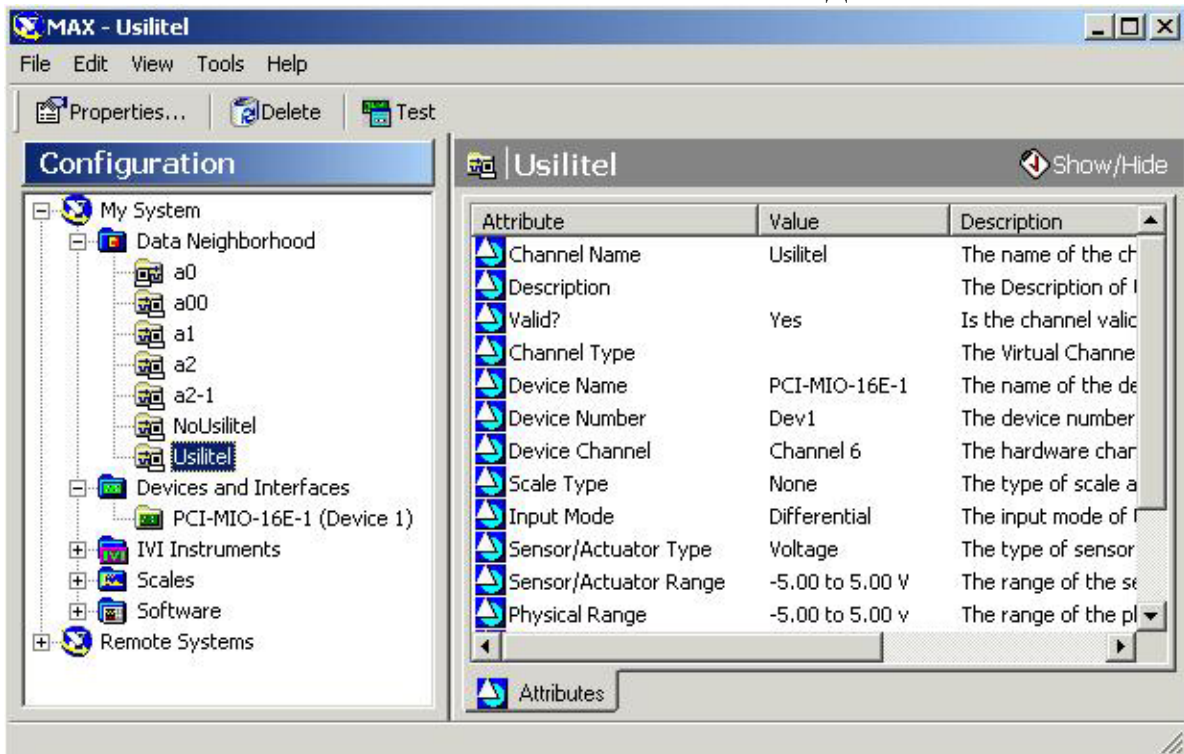 MAX - Usilitel
File Edit View Tools Help
Properties... Delete Test
Configuration
My System
Data Neighborhood
a0
a00
a1
a2
a2-1
NoUsilitel
Usilitel
Devices and Interfaces
PCI-MIO-16E-1 (Device 1)
IVI Instruments
Scales
Software
Remote Systems
Usilitel Show/Hide
Attribute Value Description
Channel Name Usilitel The name of the ch
Description The Description of
Valid? Yes Is the channel valid
Channel Type The Virtual Channe
Device Name PCI-MIO-16E-1 The name of the de
Device Number Dev1 The device number
Device Channel Channel 6 The hardware char
Scale Type None The type of scale a
Input Mode Differential The input mode of
Sensor/Actuator Type Voltage The type of sensor
Sensor/Actuator Range -5.00 to 5.00 V The range of the se
Physical Range -5.00 to 5.00 v The range of the pl
Attributes